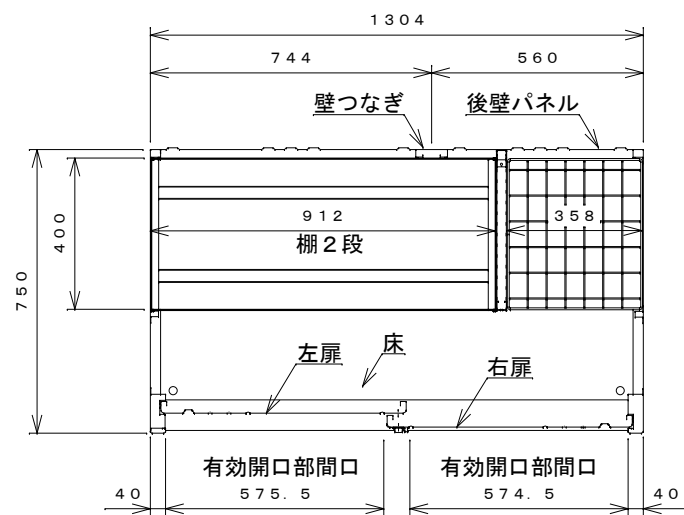 1304
744
560
壁つなぎ
後壁パネル
400
750
912
358
棚2段
左扉
床
右扉
有効開口部間口
有効開口部間口
40
575.5
574.5
40